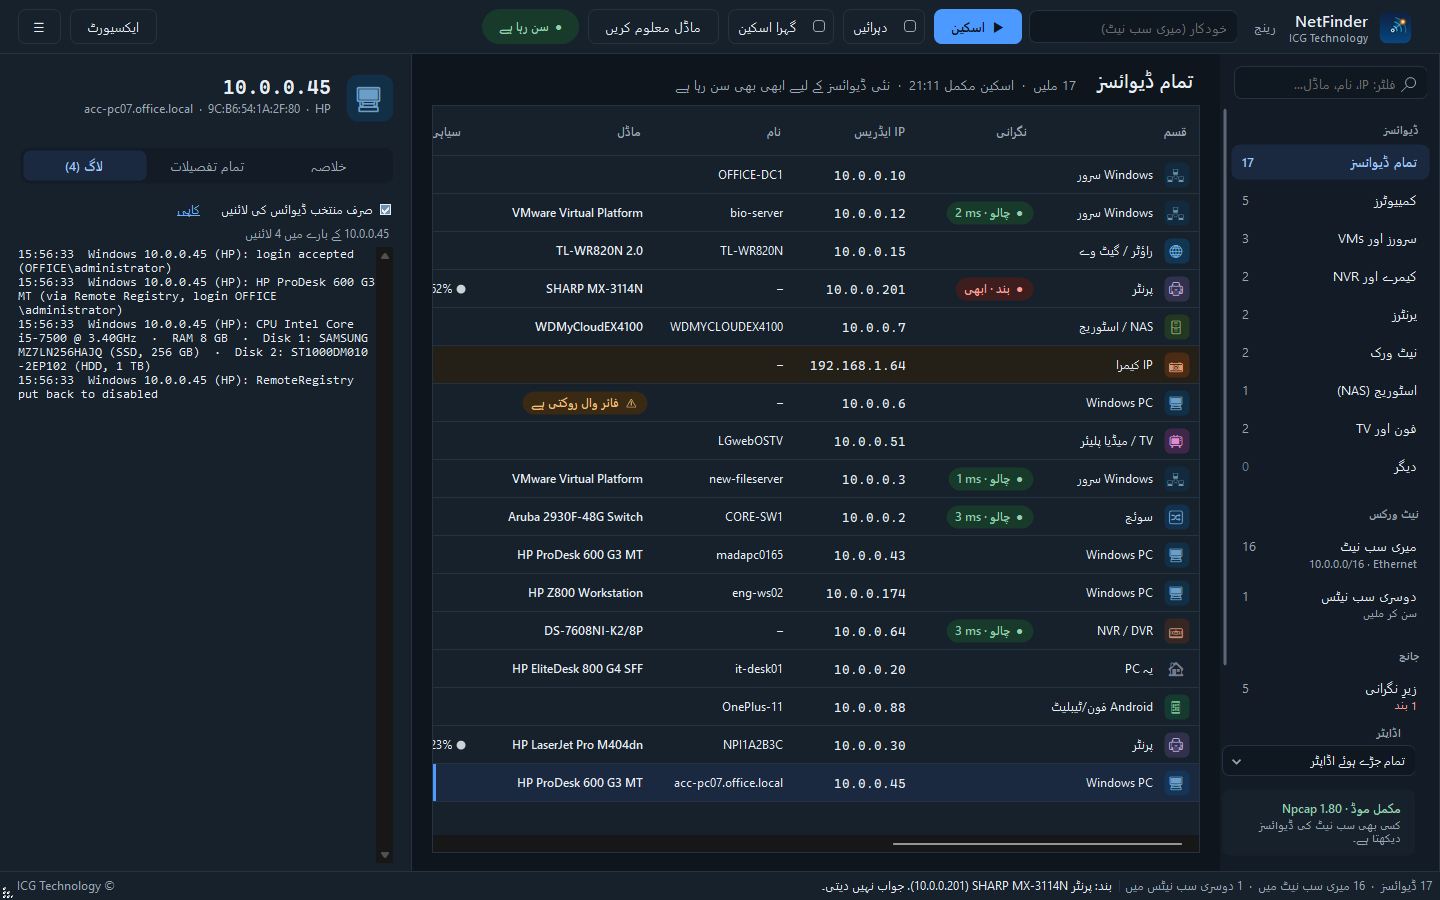 NetFinder
ICG Technology
رینج
خودکار (میری سب نیٹ)
اسکین
دہرائیں
گہرا اسکین
ماڈل معلوم کریں
سن رہا ہے
ایکسپورٹ
فلٹر: IP، نام، ماڈل...
ڈیوائسز
تمام ڈیوائسز 17
کمپیوٹرز 5
سرورز اور VMs 3
کیمرے اور NVR 2
پرنٹرز 2
نیٹ ورک 2
اسٹوریج (NAS) 1
فون اور TV 2
دیگر 0
نیٹ ورکس
میری سب نیٹ 16
10.0.0.0/16 · Ethernet
دوسری سب نیٹس 1
سن کر ملیں
جانچ
زیر نگرانی 5
1 بند
اڈاپٹر
تمام جڑے ہوئے اڈاپٹر
مکمل موڈ · Npcap 1.80
کسی بھی سب نیٹ کی ڈیوائسز
دیکھتا ہے۔
تمام ڈیوائسز
17 ملیں · اسکین مکمل 21:11 · نئی ڈیوائسز کے لیے ابھی بھی سن رہا ہے
قسم نگرانی IP ایڈریس نام ماڈل سیاہی
Windows سرور 10.0.0.10 OFFICE-DC1
Windows سرور چالو · 2 ms 10.0.0.12 bio-server VMware Virtual Platform
راؤٹر / گیٹ وے 10.0.0.15 TL-WR820N TL-WR820N 2.0
پرنٹر بند · ابھی 10.0.0.201 – SHARP MX-3114N 52%
NAS / اسٹوریج 10.0.0.7 WDMYCLOUDEX4100 WDMyCloudEX4100
IP کیمرا 192.168.1.64 –
Windows PC 10.0.0.6 – ⚠ فائر وال روکتی ہے
TV / میڈیا پلیئر 10.0.0.51 LGwebOSTV
Windows سرور چالو · 1 ms 10.0.0.3 new-fileserver VMware Virtual Platform
سوئچ چالو · 3 ms 10.0.0.2 CORE-SW1 Aruba 2930F-48G Switch
Windows PC 10.0.0.43 madapc0165 HP ProDesk 600 G3 MT
Windows PC 10.0.0.174 eng-ws02 HP Z800 Workstation
NVR / DVR چالو · 3 ms 10.0.0.64 – DS-7608NI-K2/8P
یہ PC 10.0.0.20 it-desk01 HP EliteDesk 800 G4 SFF
Android فون/ٹیبلیٹ 10.0.0.88 OnePlus-11
پرنٹر 10.0.0.30 NPI1A2B3C HP LaserJet Pro M404dn 23%
Windows PC 10.0.0.45 acc-pc07.office.local HP ProDesk 600 G3 MT
10.0.0.45
acc-pc07.office.local · 9C:B6:54:1A:2F:80 · HP
خلاصہ
تمام تفصیلات
لاگ (4)
صرف منتخب ڈیوائس کی لائنیں
کاپی
10.0.0.45 کے بارے میں 4 لائنیں
15:56:33 Windows 10.0.0.45 (HP): login accepted
(OFFICE\administrator)
15:56:33 Windows 10.0.0.45 (HP): HP ProDesk 600 G3
MT (via Remote Registry, login OFFICE
\administrator)
15:56:33 Windows 10.0.0.45 (HP): CPU Intel Core
i5-7500 @ 3.40GHz · RAM 8 GB · Disk 1: SAMSUNG
MZ7LN256HAJQ (SSD, 256 GB) · Disk 2: ST1000DM010
-2EP102 (HDD, 1 TB)
15:56:33 Windows 10.0.0.45 (HP): RemoteRegistry
put back to disabled
17 ڈیوائسز · 16 میری سب نیٹ میں · 1 دوسری سب نیٹس میں
بند: پرنٹر SHARP MX-3114N (10.0.0.201). جواب نہیں دیتی۔
ICG Technology ©